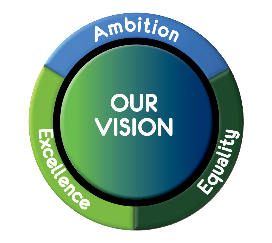 Ambition
OUR
VISION
Excellence
Equality